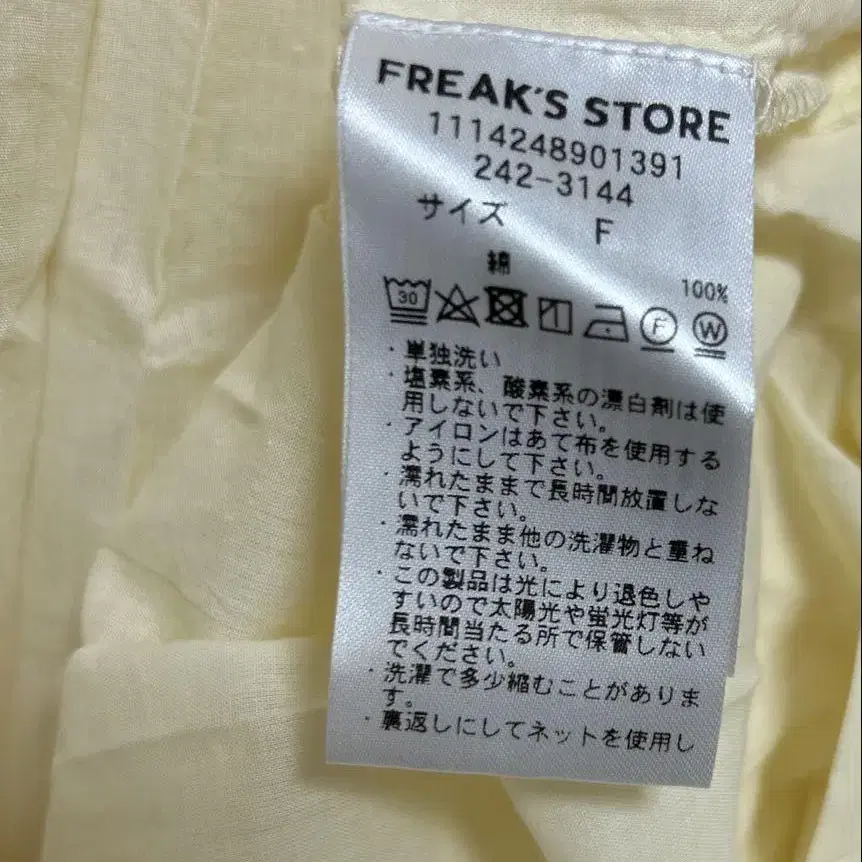 FREAK'S STORE
1114248901391
242-3144
サイズ F
綿 100%
30 F W
・単独洗い
・塩素系、酸素系の漂白剤は使
用しないで下さい。
・アイロンはあて布を使用する
ようにして下さい。
・濡れたままで長時間放置しな
いで下さい。
・濡れたまま他の洗濯物と重ね
ないで下さい。
・この製品は光により退色しや
すいので太陽光や蛍光灯等が
長時間当たる所で保管しない
でください。
・洗濯で多少縮むことがありま
す。
・裏返しにしてネットを使用し